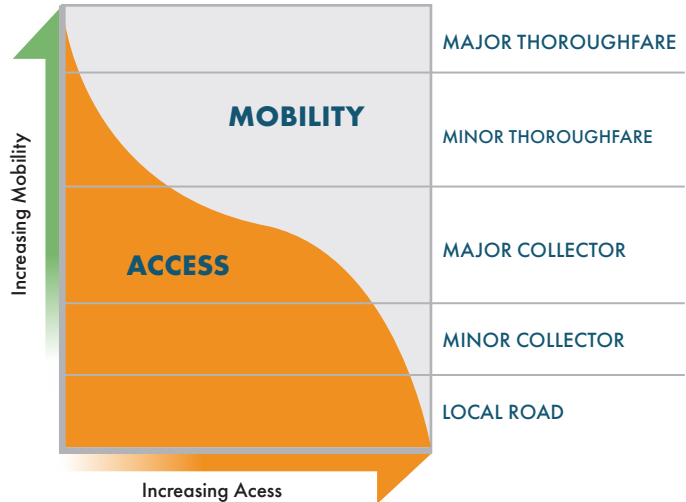 MAJOR THOROUGHFARE
MOBILITY
MINOR THOROUGHFARE
Increasing Mobility
ACCESS
MAJOR COLLECTOR
MINOR COLLECTOR
LOCAL ROAD
Increasing Acess